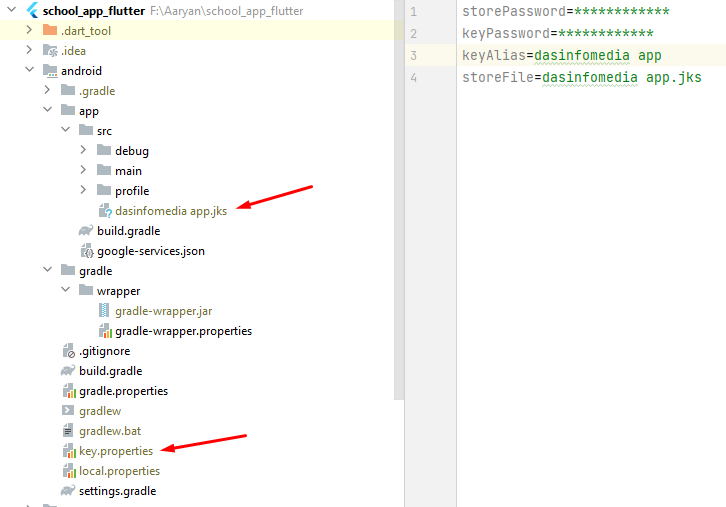 school_app_flutter F:\Aaryan\school_app_flutter
.dart_tool
.idea
android
.gradle
app
src
debug
main
profile
dasinfomedia app.jks
build.gradle
google-services.json
gradle
wrapper
gradle-wrapper.jar
gradle-wrapper.properties
.gitignore
build.gradle
gradle.properties
gradlew
gradlew.bat
key.properties
local.properties
settings.gradle
1 storePassword=************
2 keyPassword=************
3 keyAlias=dasinfomedia app
4 storeFile=dasinfomedia app.jks